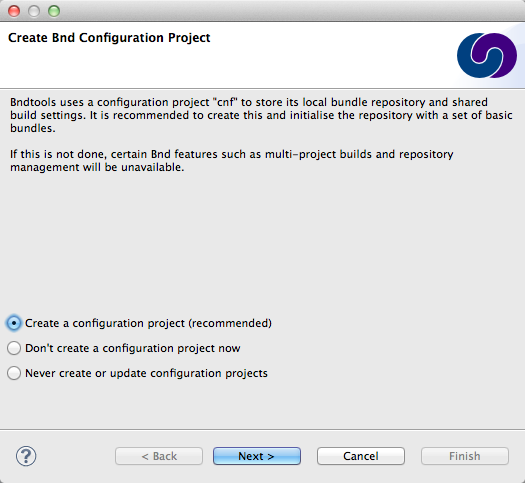 Create Bnd Configuration Project
Bndtools uses a configuration project "cnf" to store its local bundle repository and shared
build settings. It is recommended to create this and initialise the repository with a set of basic
bundles.
If this is not done, certain Bnd features such as multi-project builds and repository
management will be unavailable.
Create a configuration project (recommended)
Don't create a configuration project now
Never create or update configuration projects
?
< Back
Next >
Cancel
Finish